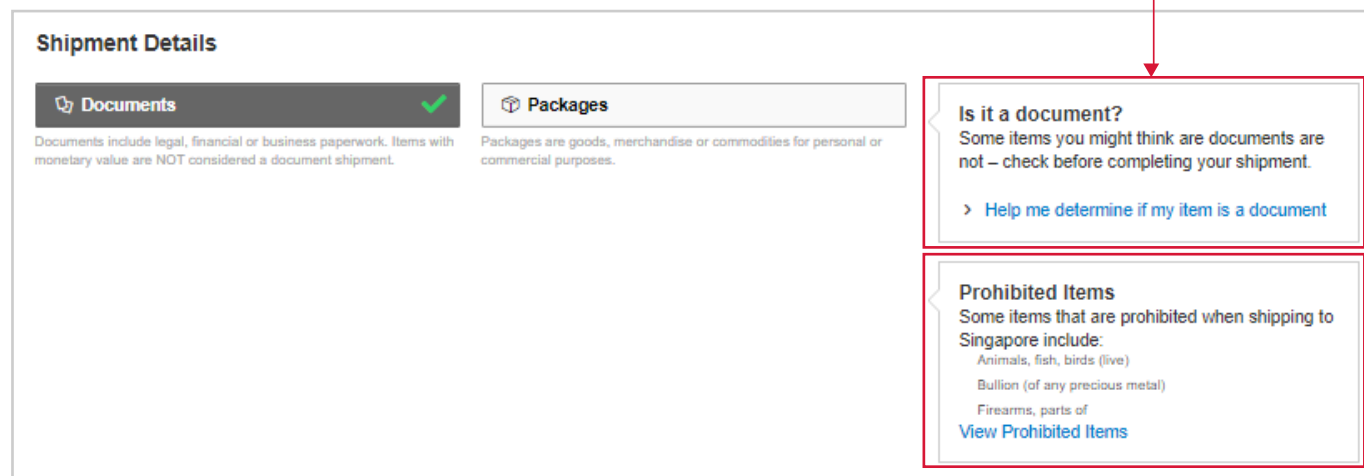 Shipment Details
Documents
Packages
Documents include legal, financial or business paperwork. Items with
monetary value are NOT considered a document shipment.
Packages are goods, merchandise or commodities for personal or
commercial purposes.
Is it a document?
Some items you might think are documents are
not – check before completing your shipment.
Help me determine if my item is a document
Prohibited Items
Some items that are prohibited when shipping to
Singapore include:
Animals, fish, birds (live)
Bullion (of any precious metal)
Firearms, parts of
View Prohibited Items